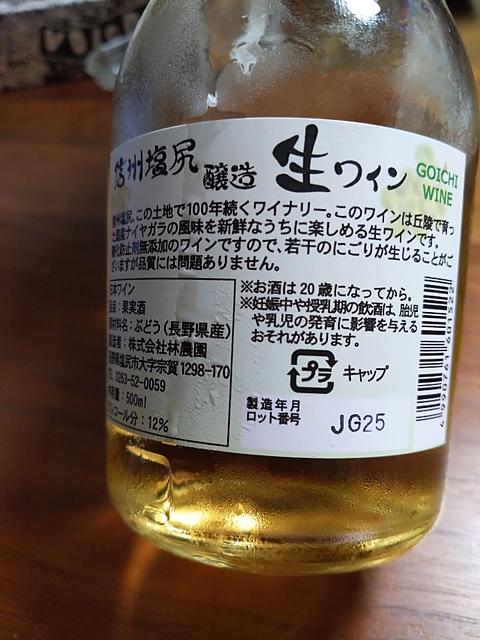 信州塩尻 醸造 生ワイン
GOICHI
WINE
信州塩尻、この土地で100年続くワイナリー。このワインは丘陵で育っ
た国産ナイヤガラの風味を新鮮なうちに楽しめる生ワインです。
酸化防止剤無添加のワインですので、若干のにごりが生じることがご
ざいますが品質には問題ありません。
日本ワイン
品目：果実酒
原材料名：ぶどう（長野県産）
製造者：株式会社林農園
長野県塩尻市大字宗賀1298-170
TEL 0263-52-0059
内容量：500ml
アルコール分：12%
※お酒は20歳になってから。
※妊娠中や授乳期の飲酒は、胎児
や乳児の発育に影響を与える
おそれがあります。
プラ キャップ
製造年月
ロット番号
JG25